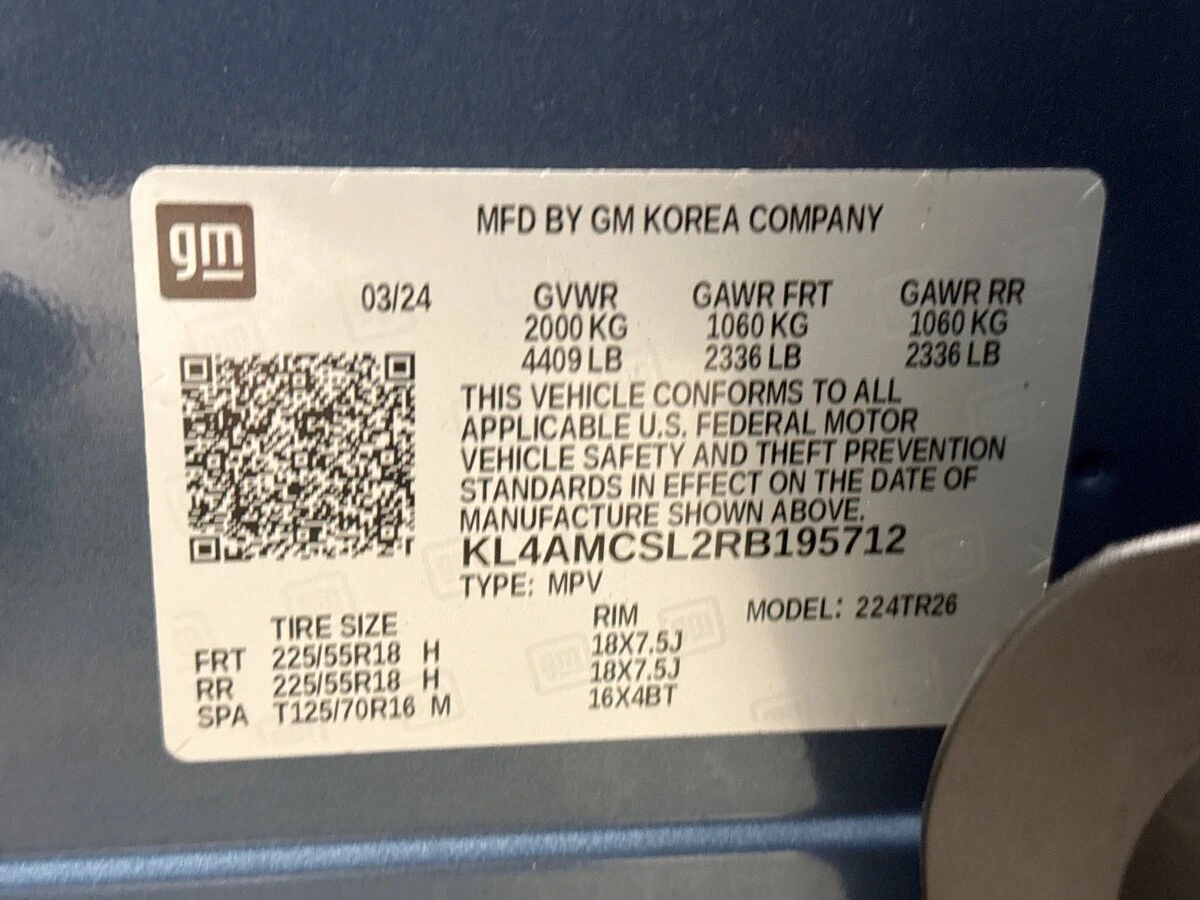 gm
MFD BY GM KOREA COMPANY
03/24 GVWR GAWR FRT GAWR RR
2000 KG 1060 KG 1060 KG
4409 LB 2336 LB 2336 LB
THIS VEHICLE CONFORMS TO ALL
APPLICABLE U.S. FEDERAL MOTOR
VEHICLE SAFETY AND THEFT PREVENTION
STANDARDS IN EFFECT ON THE DATE OF
MANUFACTURE SHOWN ABOVE.
KL4AMCSL2RB195712
TYPE: MPV
TIRE SIZE RIM MODEL: 224TR26
FRT 225/55R18 H 18X7.5J
RR 225/55R18 H 18X7.5J
SPA T125/70R16 M 16X4BT